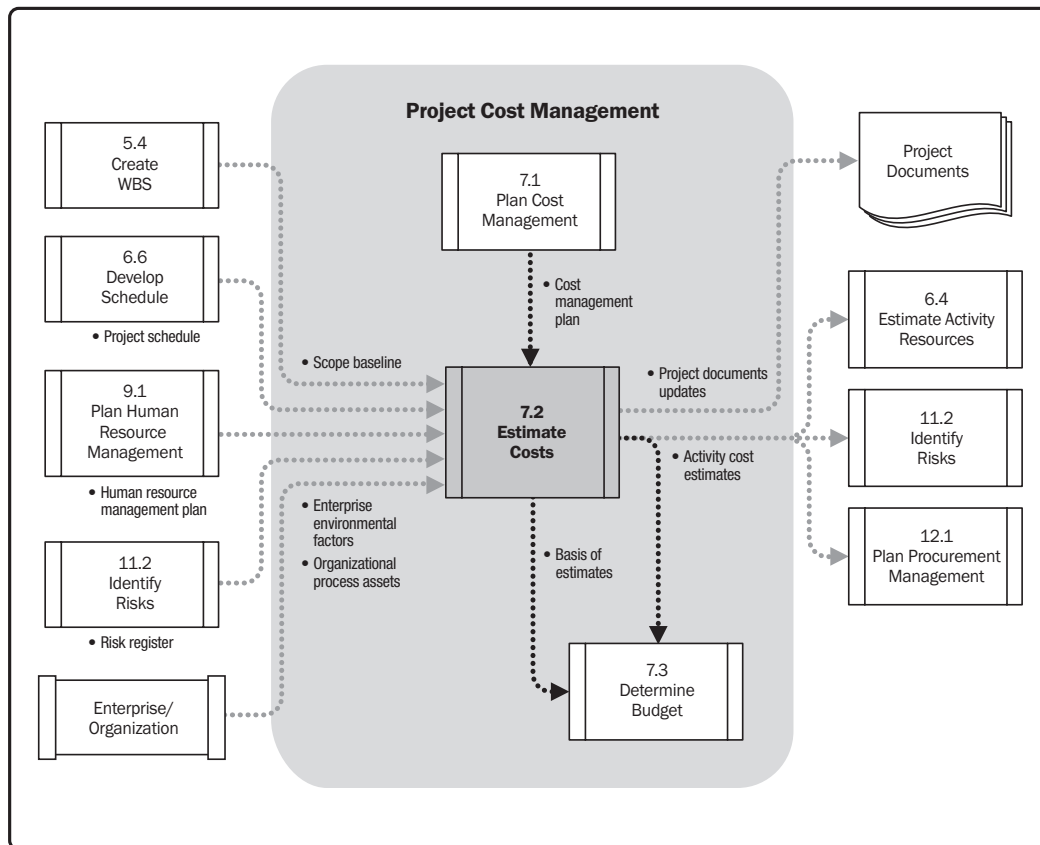 Project Cost Management
5.4
Create
WBS
6.6
Develop
Schedule
• Project schedule
9.1
Plan Human
Resource
Management
• Human resource
management plan
11.2
Identify
Risks
• Risk register
Enterprise/
Organization
7.1
Plan Cost
Management
• Cost
management
plan
• Scope baseline
7.2
Estimate
Costs
• Enterprise
environmental
factors
• Organizational
process assets
• Project documents
updates
• Activity cost
estimates
• Basis of
estimates
7.3
Determine
Budget
Project
Documents
6.4
Estimate Activity
Resources
11.2
Identify
Risks
12.1
Plan Procurement
Management